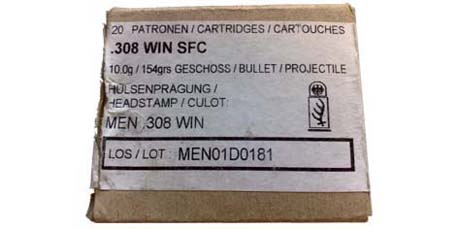 20 PATRONEN / CARTRIDGES / CARTOUCHES
.308 WIN SFC
10.0g / 154grs GESCHOSS / BULLET / PROJECTILE
HÜLSENPRÄGUNG /
HEADSTAMP / CULOT:
MEN .308 WIN
LOS / LOT : MEN01D0181